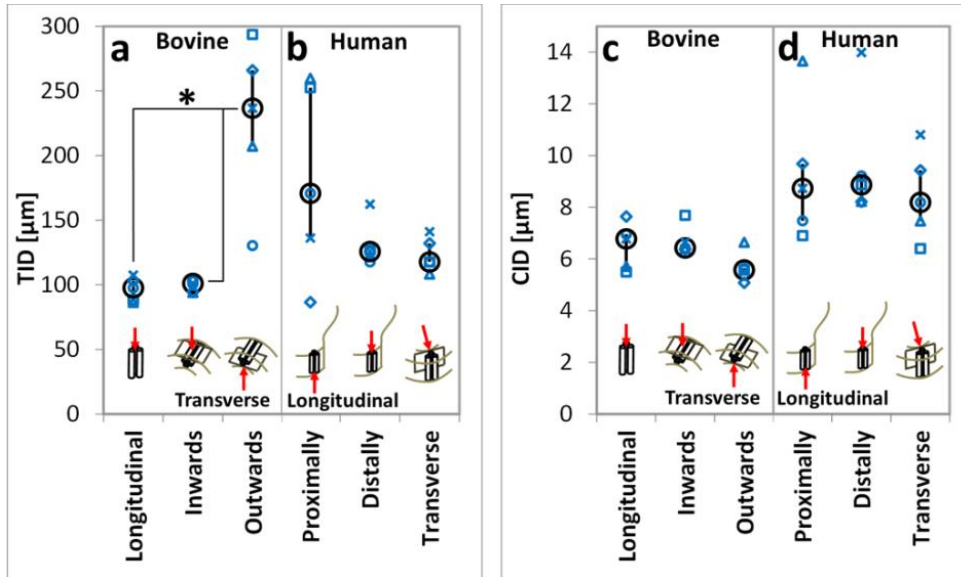 a Bovine b Human
TID [µm]
300
250
200
150
100
50
0
*
Transverse Longitudinal
Longitudinal
Inwards
Outwards
Proximally
Distally
Transverse
c Bovine d Human
CID [µm]
14
12
10
8
6
4
2
0
Transverse Longitudinal
Longitudinal
Inwards
Outwards
Proximally
Distally
Transverse